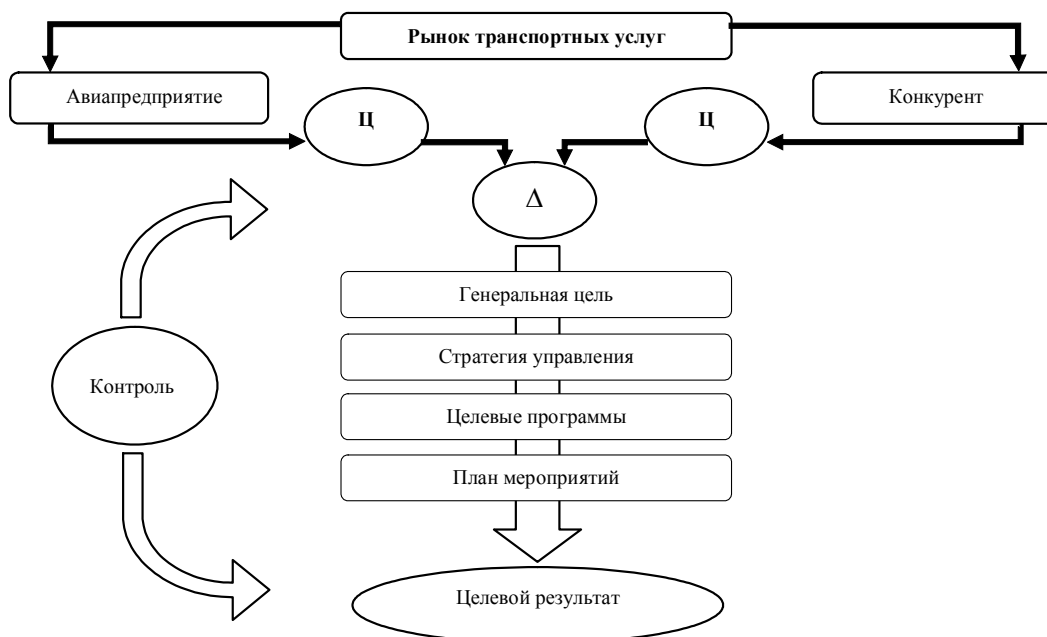 Рынок транспортных услуг
Авиапредприятие
Конкурент
Ц
Ц
Δ
Генеральная цель
Стратегия управления
Контроль
Целевые программы
План мероприятий
Целевой результат